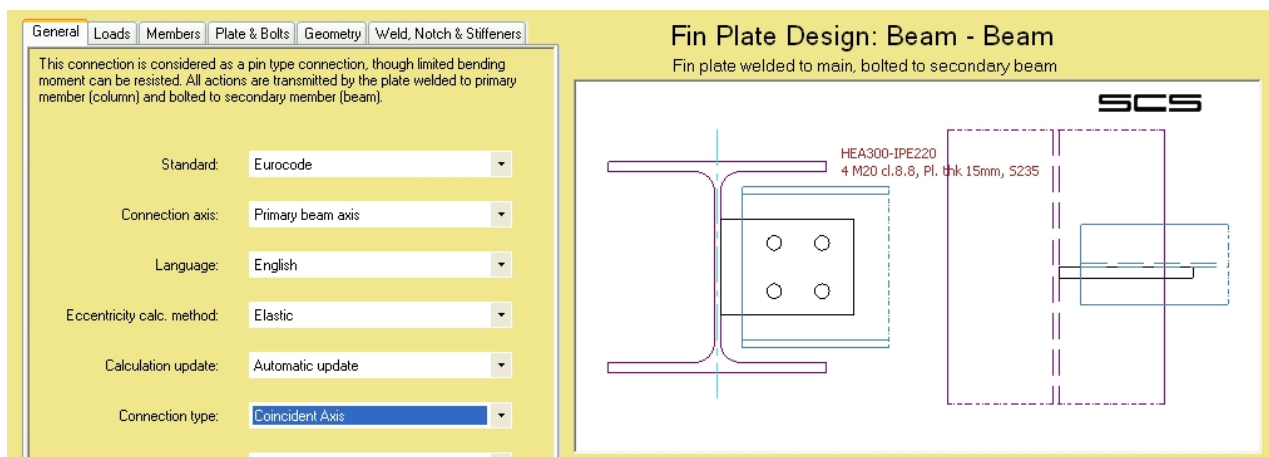 General Loads Members Plate & Bolts Geometry Weld, Notch & Stiffeners
This connection is considered as a pin type connection, though limited bending
moment can be resisted. All actions are transmitted by the plate welded to primary
member (column) and bolted to secondary member (beam).
Standard: Eurocode
Connection axis: Primary beam axis
Language: English
Eccentricity calc. method: Elastic
Calculation update: Automatic update
Connection type: Coincident Axis
Fin Plate Design: Beam - Beam
Fin plate welded to main, bolted to secondary beam
SCS
HEA300-IPE220
4 M20 cl.8.8, Pl. thk 15mm, S235